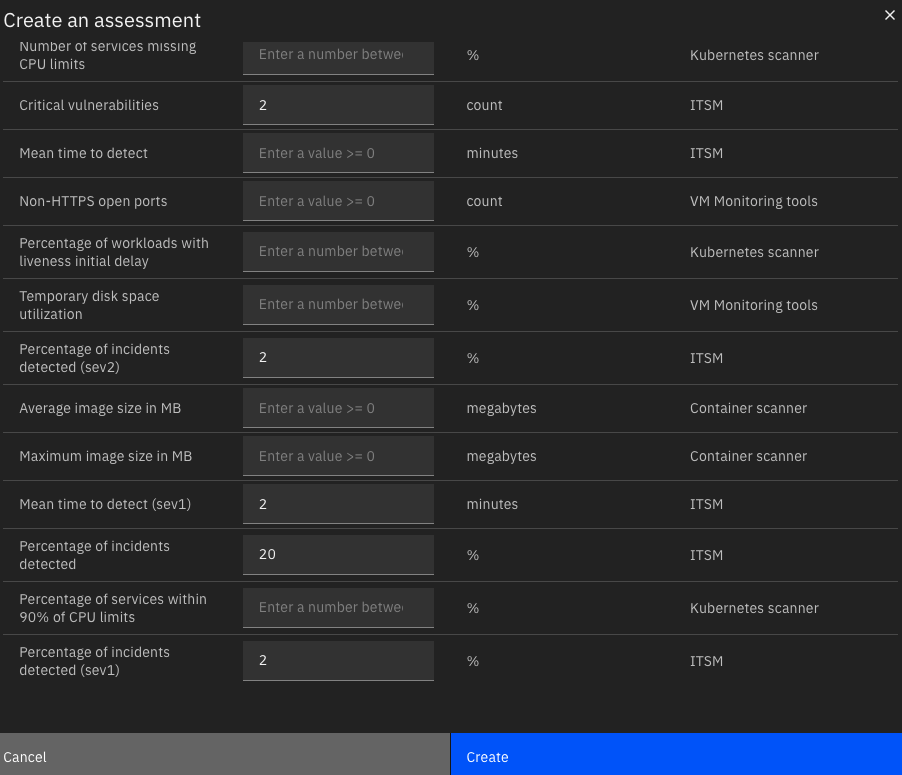 Create an assessment
Number of services missing
CPU limits
Enter a number betwe
%
Kubernetes scanner
Critical vulnerabilities
2
count
ITSM
Mean time to detect
Enter a value >= 0
minutes
ITSM
Non-HTTPS open ports
Enter a value >= 0
count
VM Monitoring tools
Percentage of workloads with
liveness initial delay
Enter a number betwe
%
Kubernetes scanner
Temporary disk space
utilization
Enter a number betwe
%
VM Monitoring tools
Percentage of incidents
detected (sev2)
2
%
ITSM
Average image size in MB
Enter a value >= 0
megabytes
Container scanner
Maximum image size in MB
Enter a value >= 0
megabytes
Container scanner
Mean time to detect (sev1)
2
minutes
ITSM
Percentage of incidents
detected
20
%
ITSM
Percentage of services within
90% of CPU limits
Enter a number betwe
%
Kubernetes scanner
Percentage of incidents
detected (sev1)
2
%
ITSM
Cancel
Create